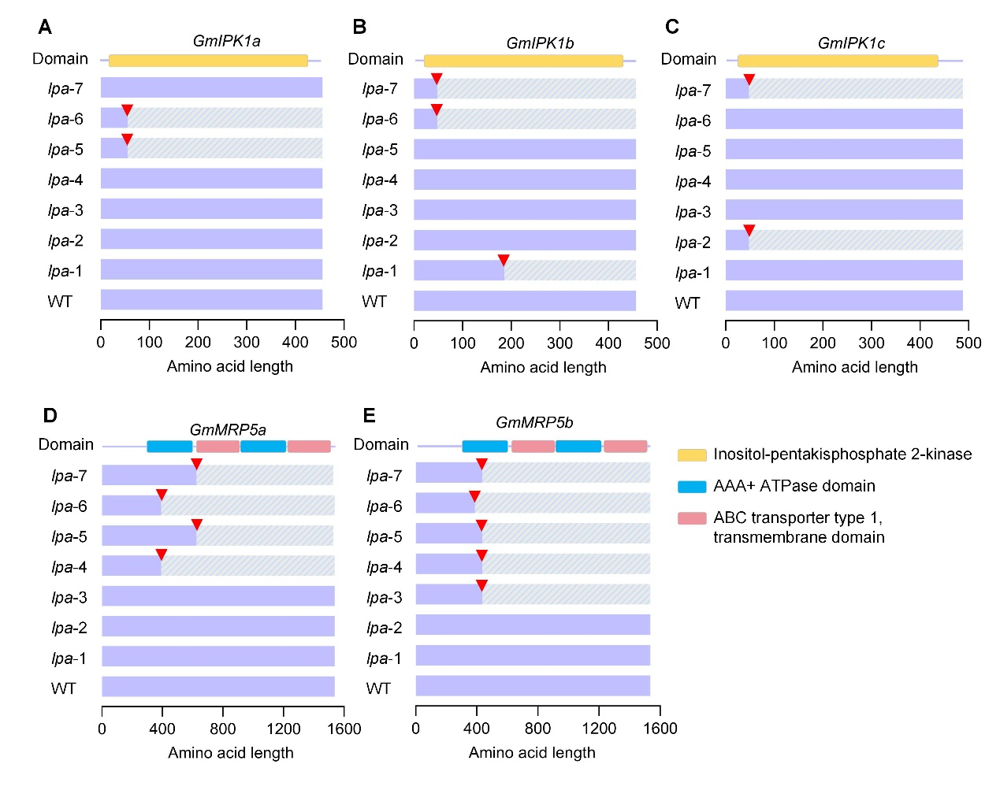 A
GmIPK1a
Domain
lpa-7
lpa-6
lpa-5
lpa-4
lpa-3
lpa-2
lpa-1
WT
0 100 200 300 400 500
Amino acid length
B
GmIPK1b
Domain
lpa-7
lpa-6
lpa-5
lpa-4
lpa-3
lpa-2
lpa-1
WT
0 100 200 300 400 500
Amino acid length
C
GmIPK1c
Domain
lpa-7
lpa-6
lpa-5
lpa-4
lpa-3
lpa-2
lpa-1
WT
0 100 200 300 400 500
Amino acid length
D
GmMRP5a
Domain
lpa-7
lpa-6
lpa-5
lpa-4
lpa-3
lpa-2
lpa-1
WT
0 400 800 1200 1600
Amino acid length
E
GmMRP5b
Domain
lpa-7
lpa-6
lpa-5
lpa-4
lpa-3
lpa-2
lpa-1
WT
0 400 800 1200 1600
Amino acid length
Inositol-pentakisphosphate 2-kinase
AAA+ ATPase domain
ABC transporter type 1,
transmembrane domain